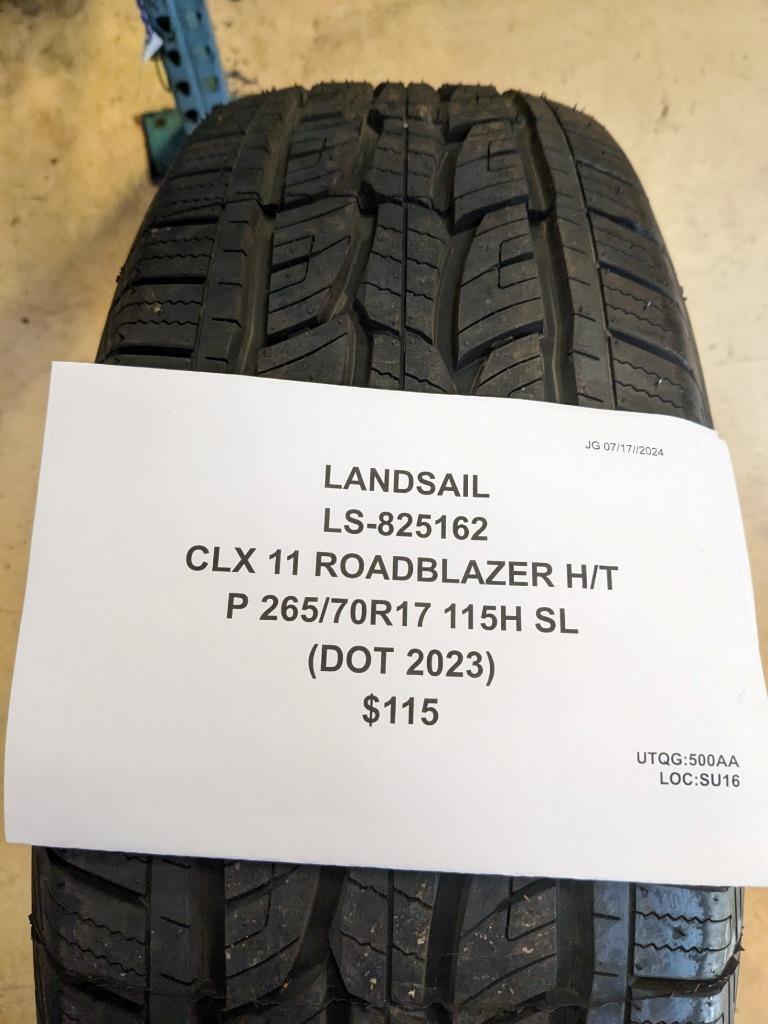 JG 07/17//2024
LANDSAIL
LS-825162
CLX 11 ROADBLAZER H/T
P 265/70R17 115H SL
(DOT 2023)
$115
UTQG:500AA
LOC:SU16